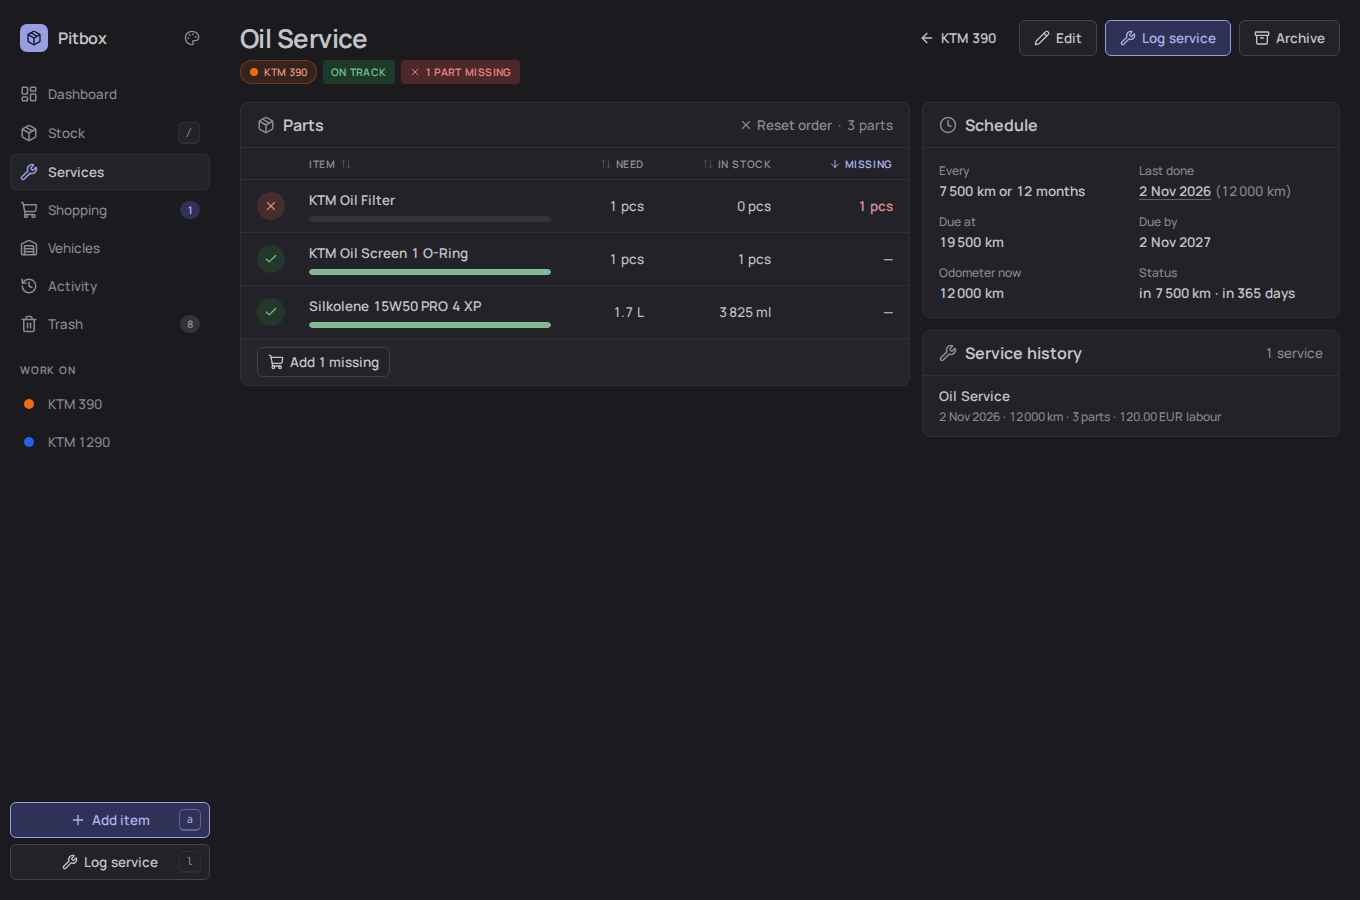 Pitbox
Dashboard
Stock /
Services
Shopping 1
Vehicles
Activity
Trash 8
WORK ON
KTM 390
KTM 1290
Add item a
Log service l
Oil Service
KTM 390 Edit Log service Archive
KTM 390 ON TRACK 1 PART MISSING
Parts Reset order · 3 parts
ITEM NEED IN STOCK MISSING
KTM Oil Filter 1 pcs 0 pcs 1 pcs
KTM Oil Screen 1 O-Ring 1 pcs 1 pcs –
Silkolene 15W50 PRO 4 XP 1.7 L 3 825 ml –
Add 1 missing
Schedule
Every Last done
7 500 km or 12 months 2 Nov 2026 (12 000 km)
Due at Due by
19 500 km 2 Nov 2027
Odometer now Status
12 000 km in 7 500 km · in 365 days
Service history 1 service
Oil Service
2 Nov 2026 · 12 000 km · 3 parts · 120.00 EUR labour